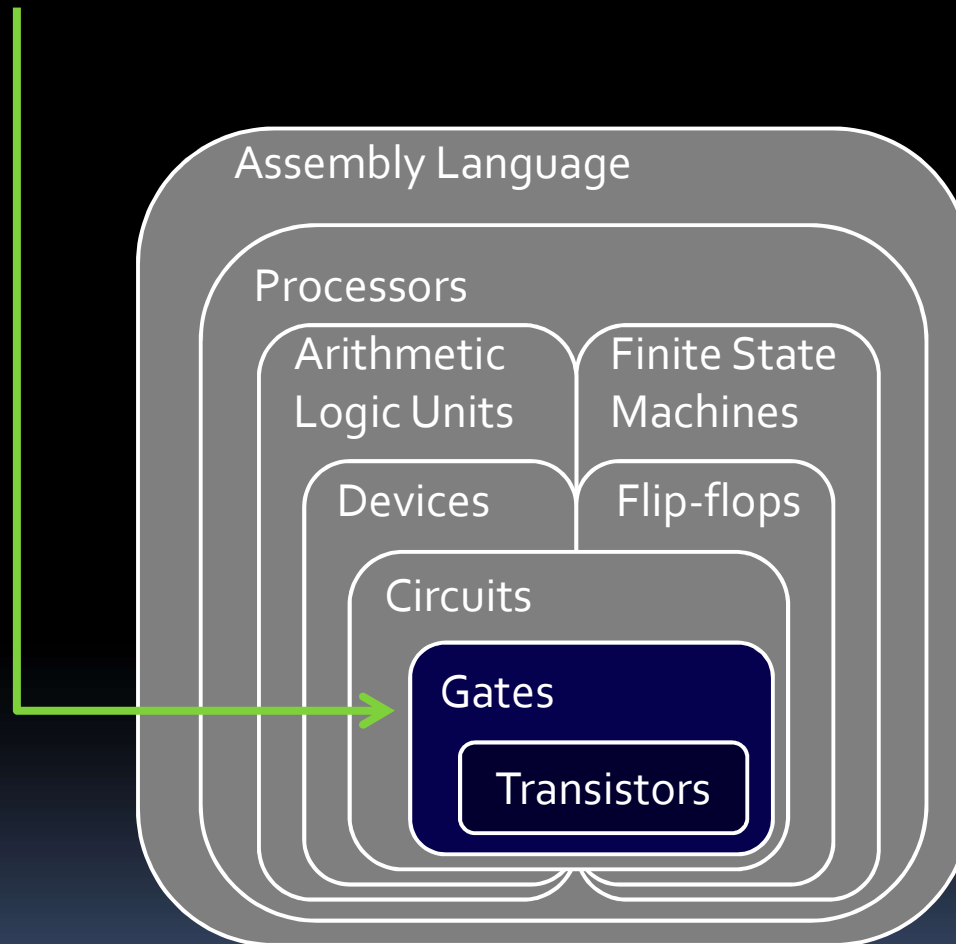 Assembly Language
Processors
Arithmetic
Logic Units
Finite State
Machines
Devices
Flip-flops
Circuits
Gates
Transistors